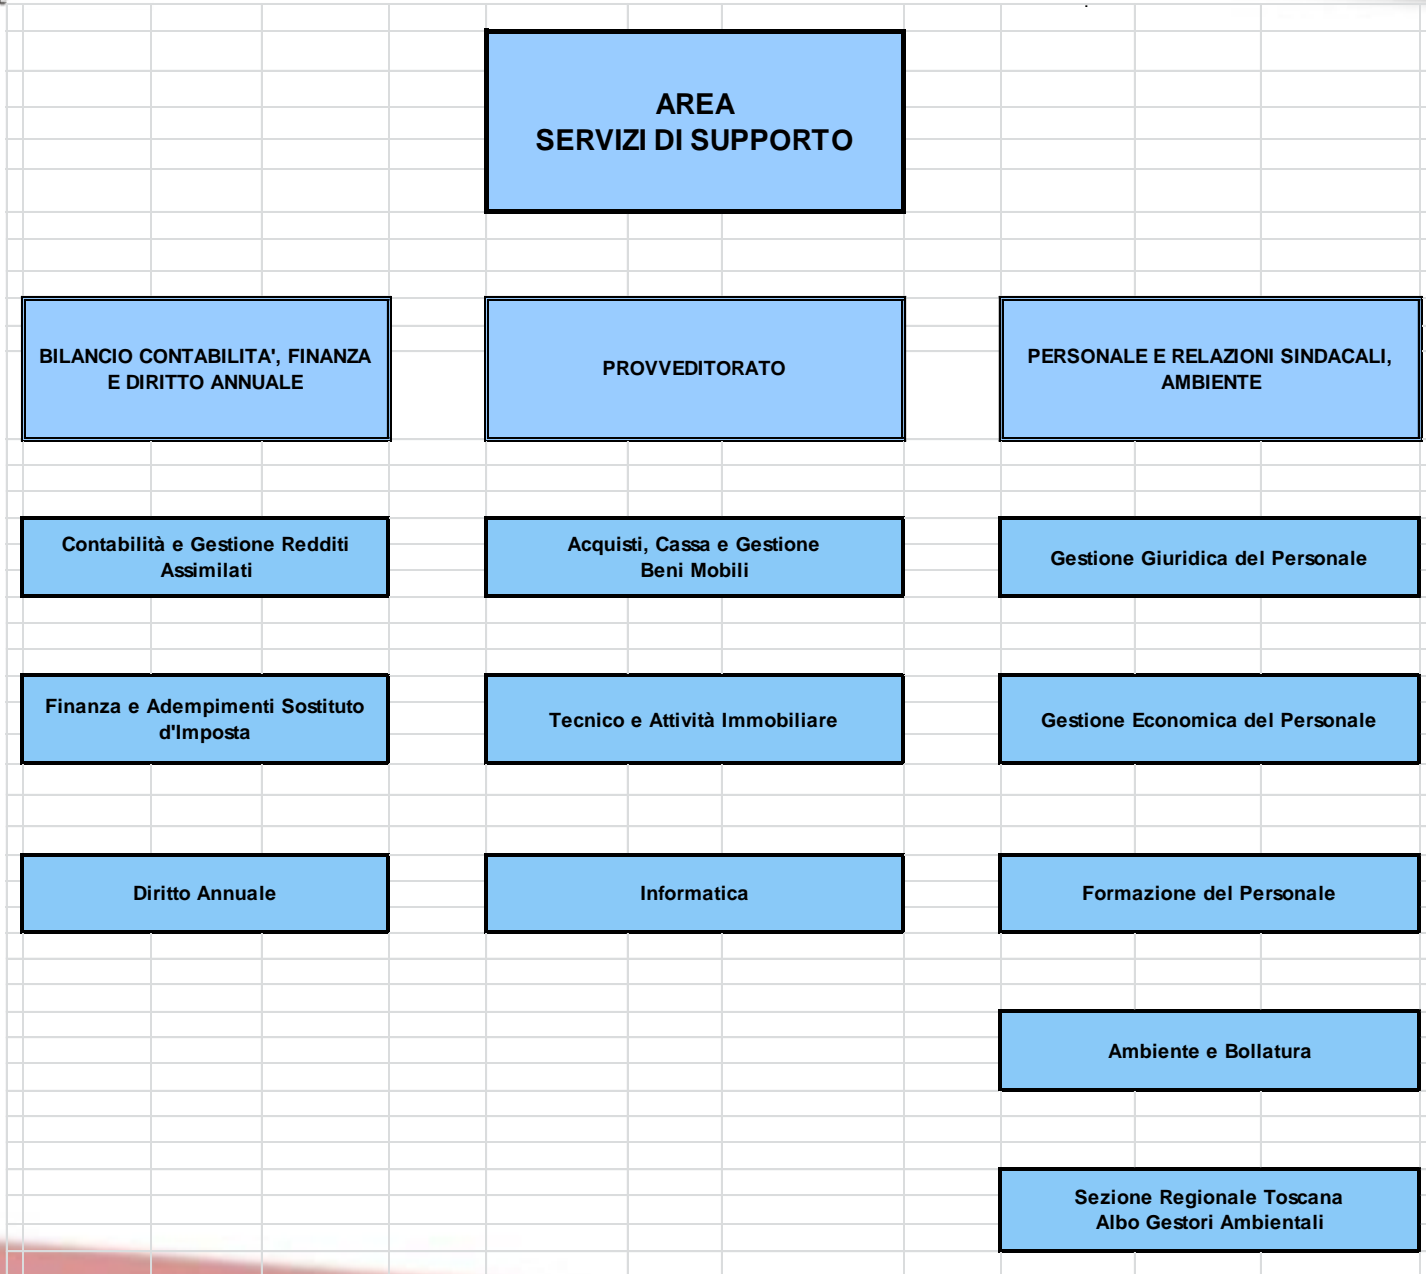 AREA
SERVIZI DI SUPPORTO
BILANCIO CONTABILITA', FINANZA
E DIRITTO ANNUALE
PROVVEDITORATO
PERSONALE E RELAZIONI SINDACALI,
AMBIENTE
Contabilità e Gestione Redditi
Assimilati
Acquisti, Cassa e Gestione
Beni Mobili
Gestione Giuridica del Personale
Finanza e Adempimenti Sostituto
d'Imposta
Tecnico e Attività Immobiliare
Gestione Economica del Personale
Diritto Annuale
Informatica
Formazione del Personale
Ambiente e Bollatura
Sezione Regionale Toscana
Albo Gestori Ambientali